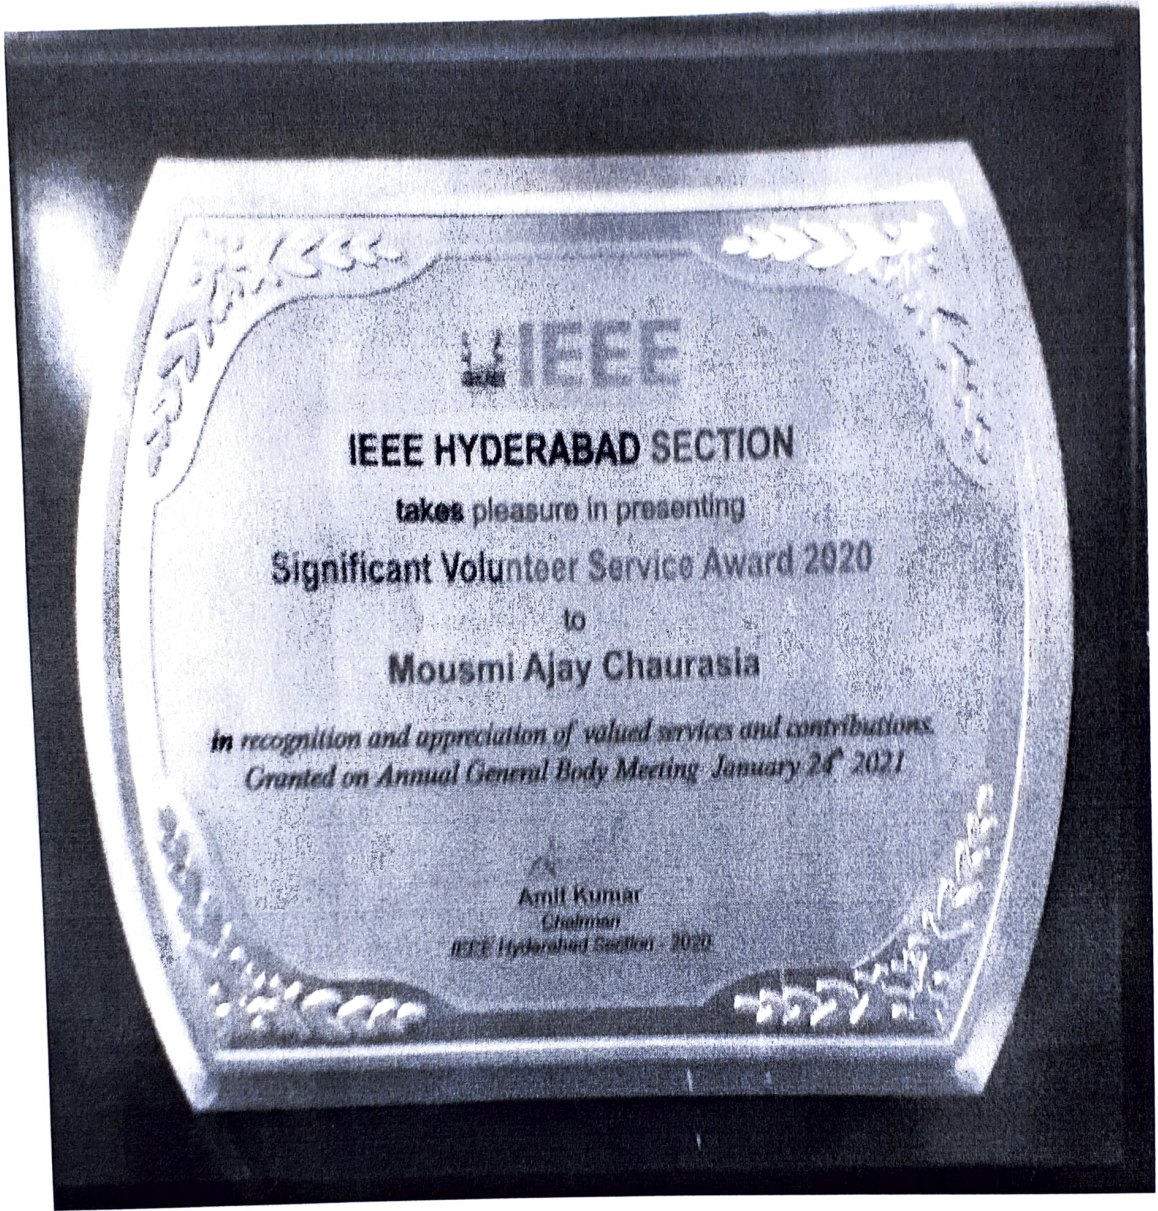 IEEE
IEEE HYDERABAD SECTION
takes pleasure in presenting
Significant Volunteer Service Award 2020
to
Mousmi Ajay Chaurasia
in recognition and appreciation of valued services and contributions.
Granted on Annual General Body Meeting January 24th 2021
Amit Kumar
Chairman
IEEE Hyderabad Section - 2020